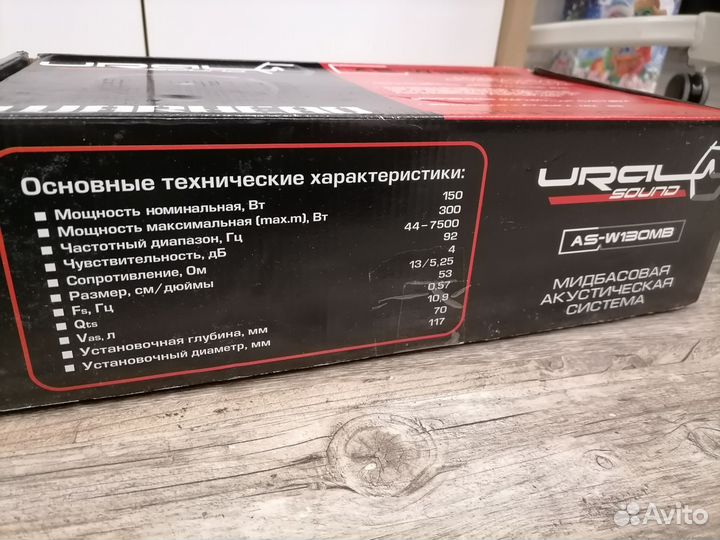 URAL
Основные технические характеристики:
Мощность номинальная, Вт 150
Мощность максимальная (max.m), Вт 300
Частотный диапазон, Гц 44-7500
Чувствительность, дБ 92
Сопротивление, Ом 4
Размер, см/дюймы 13/5,25
Fs, Гц 53
Qts 0,57
Vas, л 10,9
Установочная глубина, мм 70
Установочный диаметр, мм 117
URAL
SOUND
AS-W130MB
МИДБАСОВАЯ
АКУСТИЧЕСКАЯ
СИСТЕМА
Avito